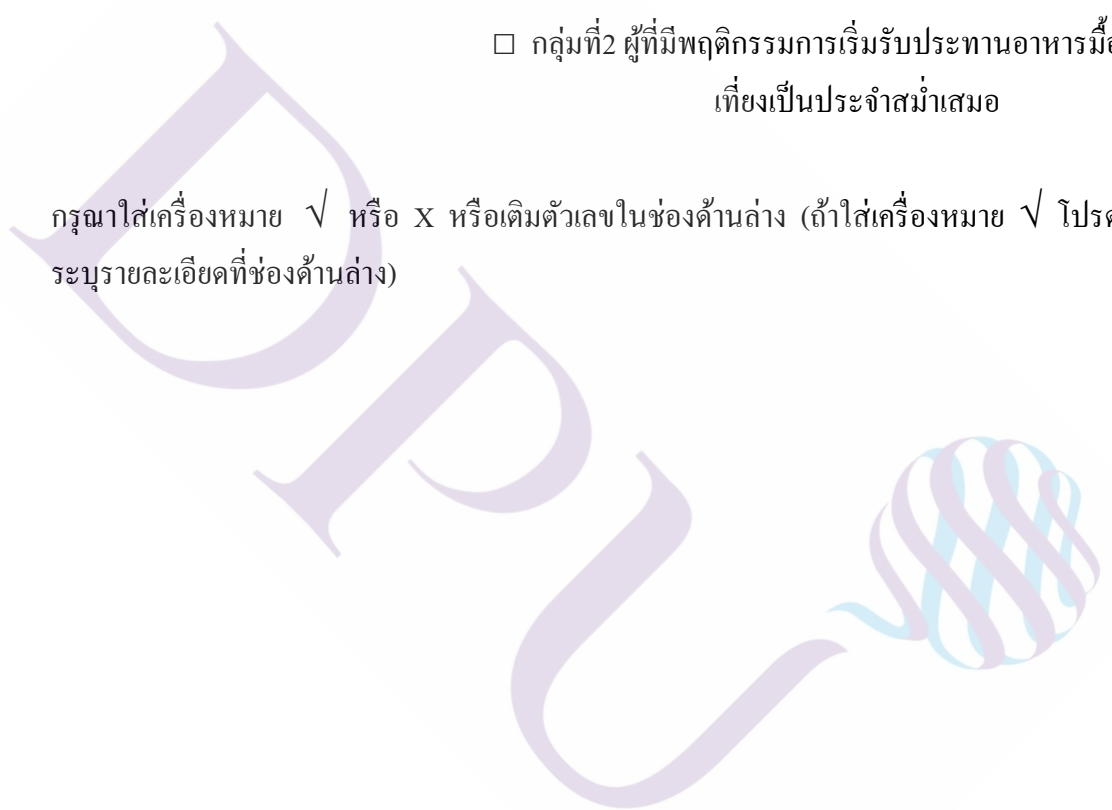 □ กลุ่มที่2 ผู้ที่มีพฤติกรรมการเริ่มรับประทานอาหารมื้อ
เที่ยงเป็นประจำสม่ำเสมอ
กรุณาใส่เครื่องหมาย √ หรือ X หรือเติมตัวเลขในช่องด้านล่าง (ถ้าใส่เครื่องหมาย √ โปรด
ระบุรายละเอียดที่ช่องด้านล่าง)
DPU